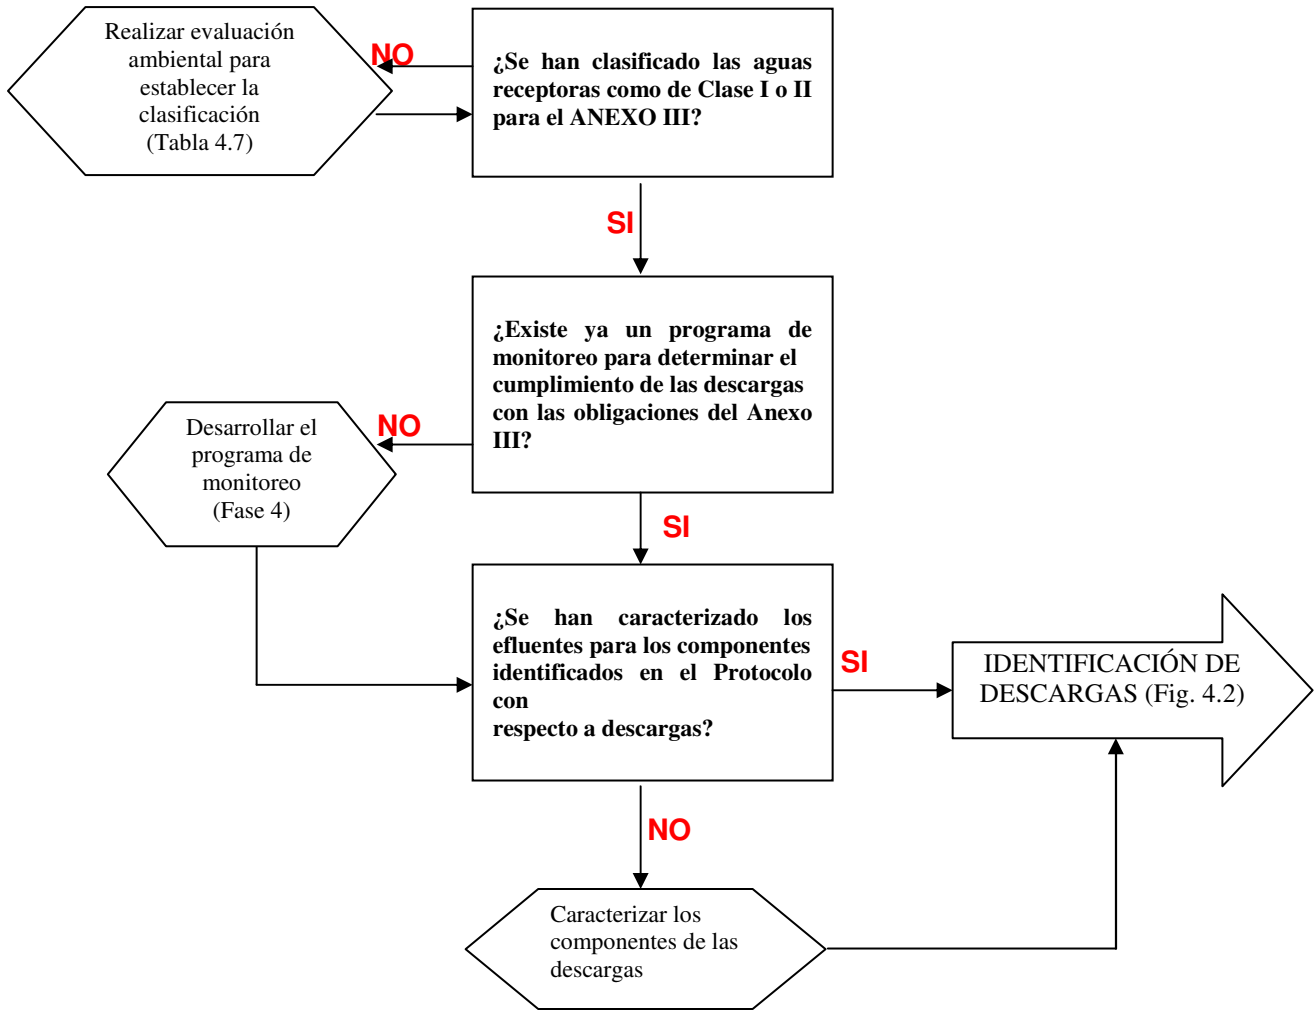 Realizar evaluación
ambiental para
establecer la
clasificación
(Tabla 4.7)
NO
¿Se han clasificado las aguas
receptoras como de Clase I o II
para el ANEXO III?
SI
¿Existe ya un programa de
monitoreo para determinar el
cumplimiento de las descargas
con las obligaciones del Anexo
III?
NO
Desarrollar el
programa de
monitoreo
(Fase 4)
SI
¿Se han caracterizado los
efluentes para los componentes
identificados en el Protocolo
con
respecto a descargas?
SI
IDENTIFICACIÓN DE
DESCARGAS (Fig. 4.2)
NO
Caracterizar los
componentes de las
descargas